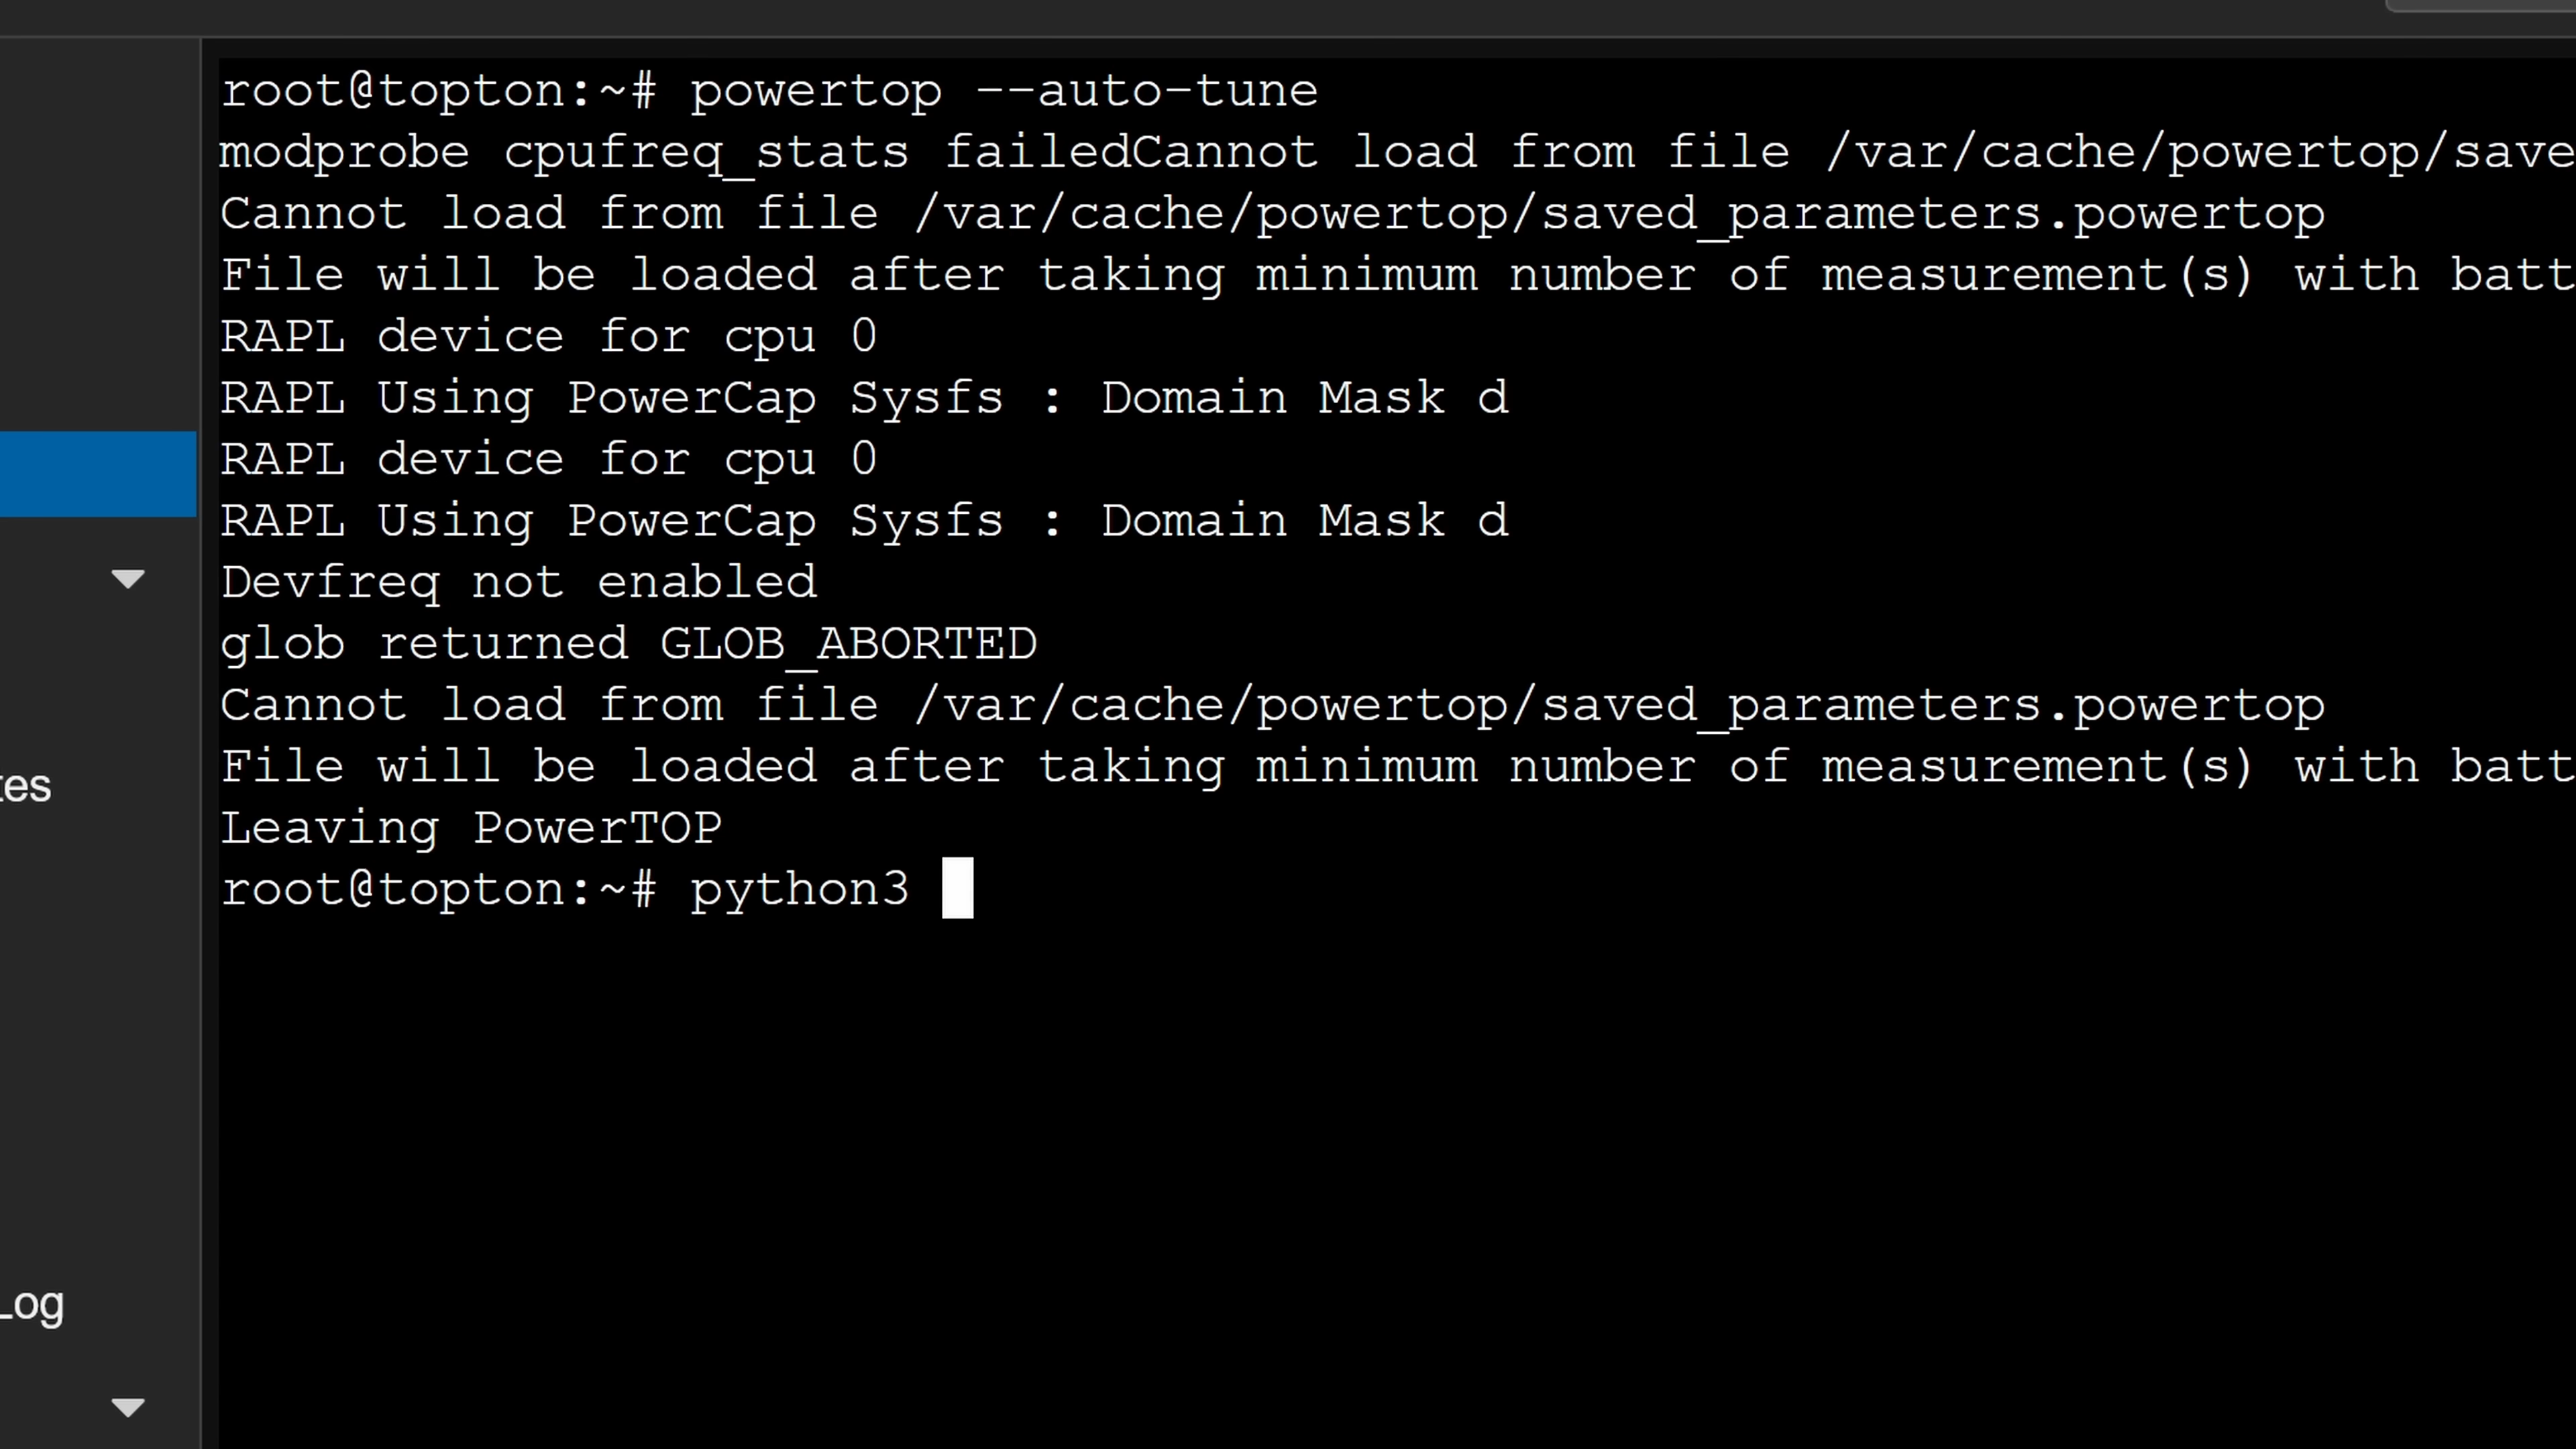 root@topton:~# powertop --auto-tune
modprobe cpufreq_stats failedCannot load from file /var/cache/powertop/save
Cannot load from file /var/cache/powertop/saved_parameters.powertop
File will be loaded after taking minimum number of measurement(s) with batt
RAPL device for cpu 0
RAPL Using PowerCap Sysfs : Domain Mask d
RAPL device for cpu 0
RAPL Using PowerCap Sysfs : Domain Mask d
Devfreq not enabled
glob returned GLOB_ABORTED
Cannot load from file /var/cache/powertop/saved_parameters.powertop
File will be loaded after taking minimum number of measurement(s) with batt
Leaving PowerTOP
root@topton:~# python3
tes
Log